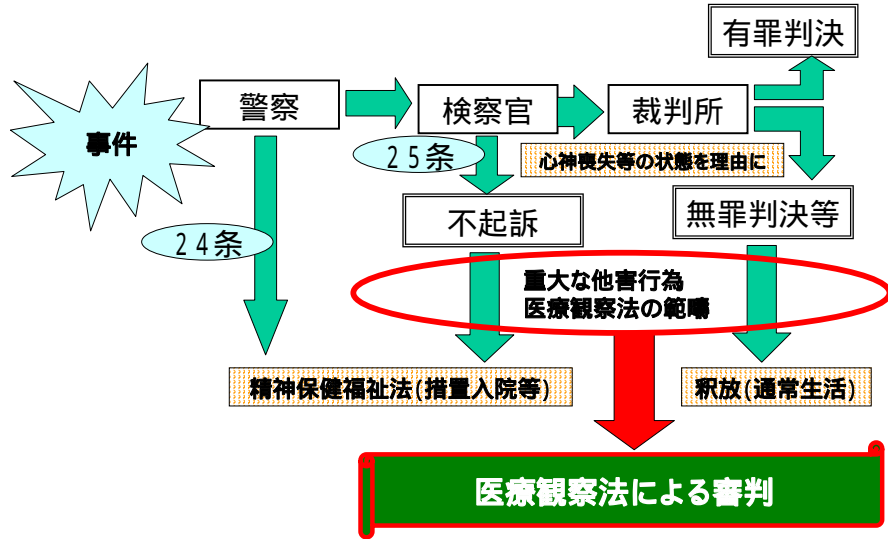 有罪判決
警察
検察官
裁判所
事件
25条
心神喪失等の状態を理由に
24条
不起訴
無罪判決等
重大な他害行為
医療観察法の範疇
精神保健福祉法(措置入院等)
釈放(通常生活)
医療観察法による審判